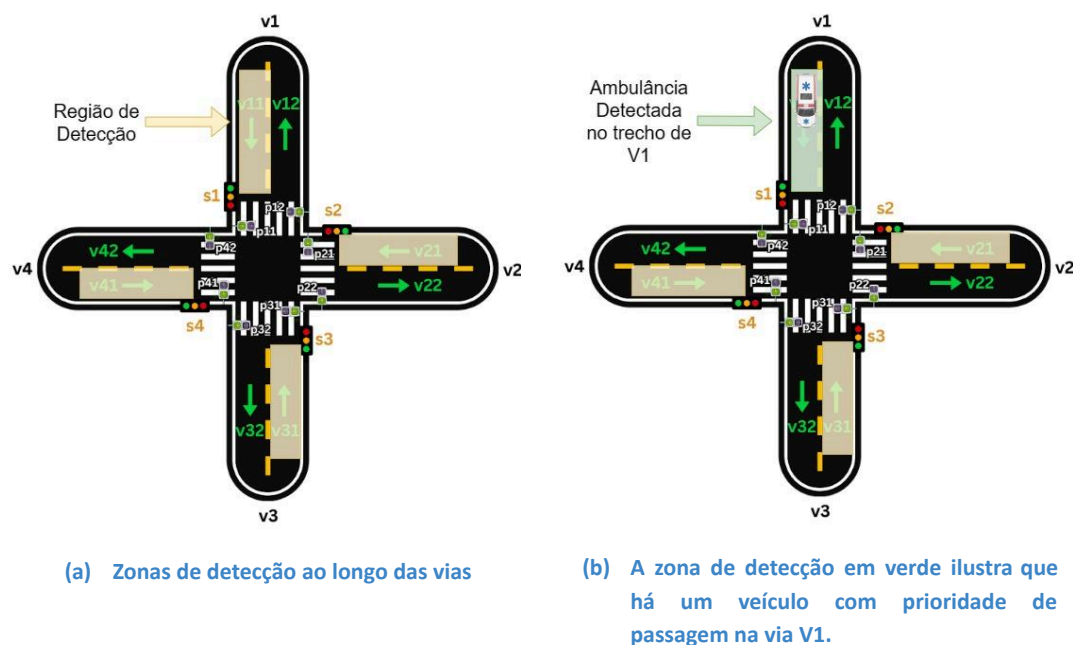 v1
Região de
Detecção
v11
v12
s1
s2
p12
p11
p42
p21
v42
v21
v4
v2
v41
v22
p41
p22
p31
s4
p32
s3
v32
v31
v3
(a) Zonas de detecção ao longo das vias
v1
Ambulância
Detectada
no trecho de
V1
v12
s1
s2
p12
p11
p42
p21
v42
v21
v4
v2
v41
v22
p41
p22
p31
s4
p32
s3
v32
v31
v3
(b) A zona de detecção em verde ilustra que
há um veículo com prioridade de
passagem na via V1.